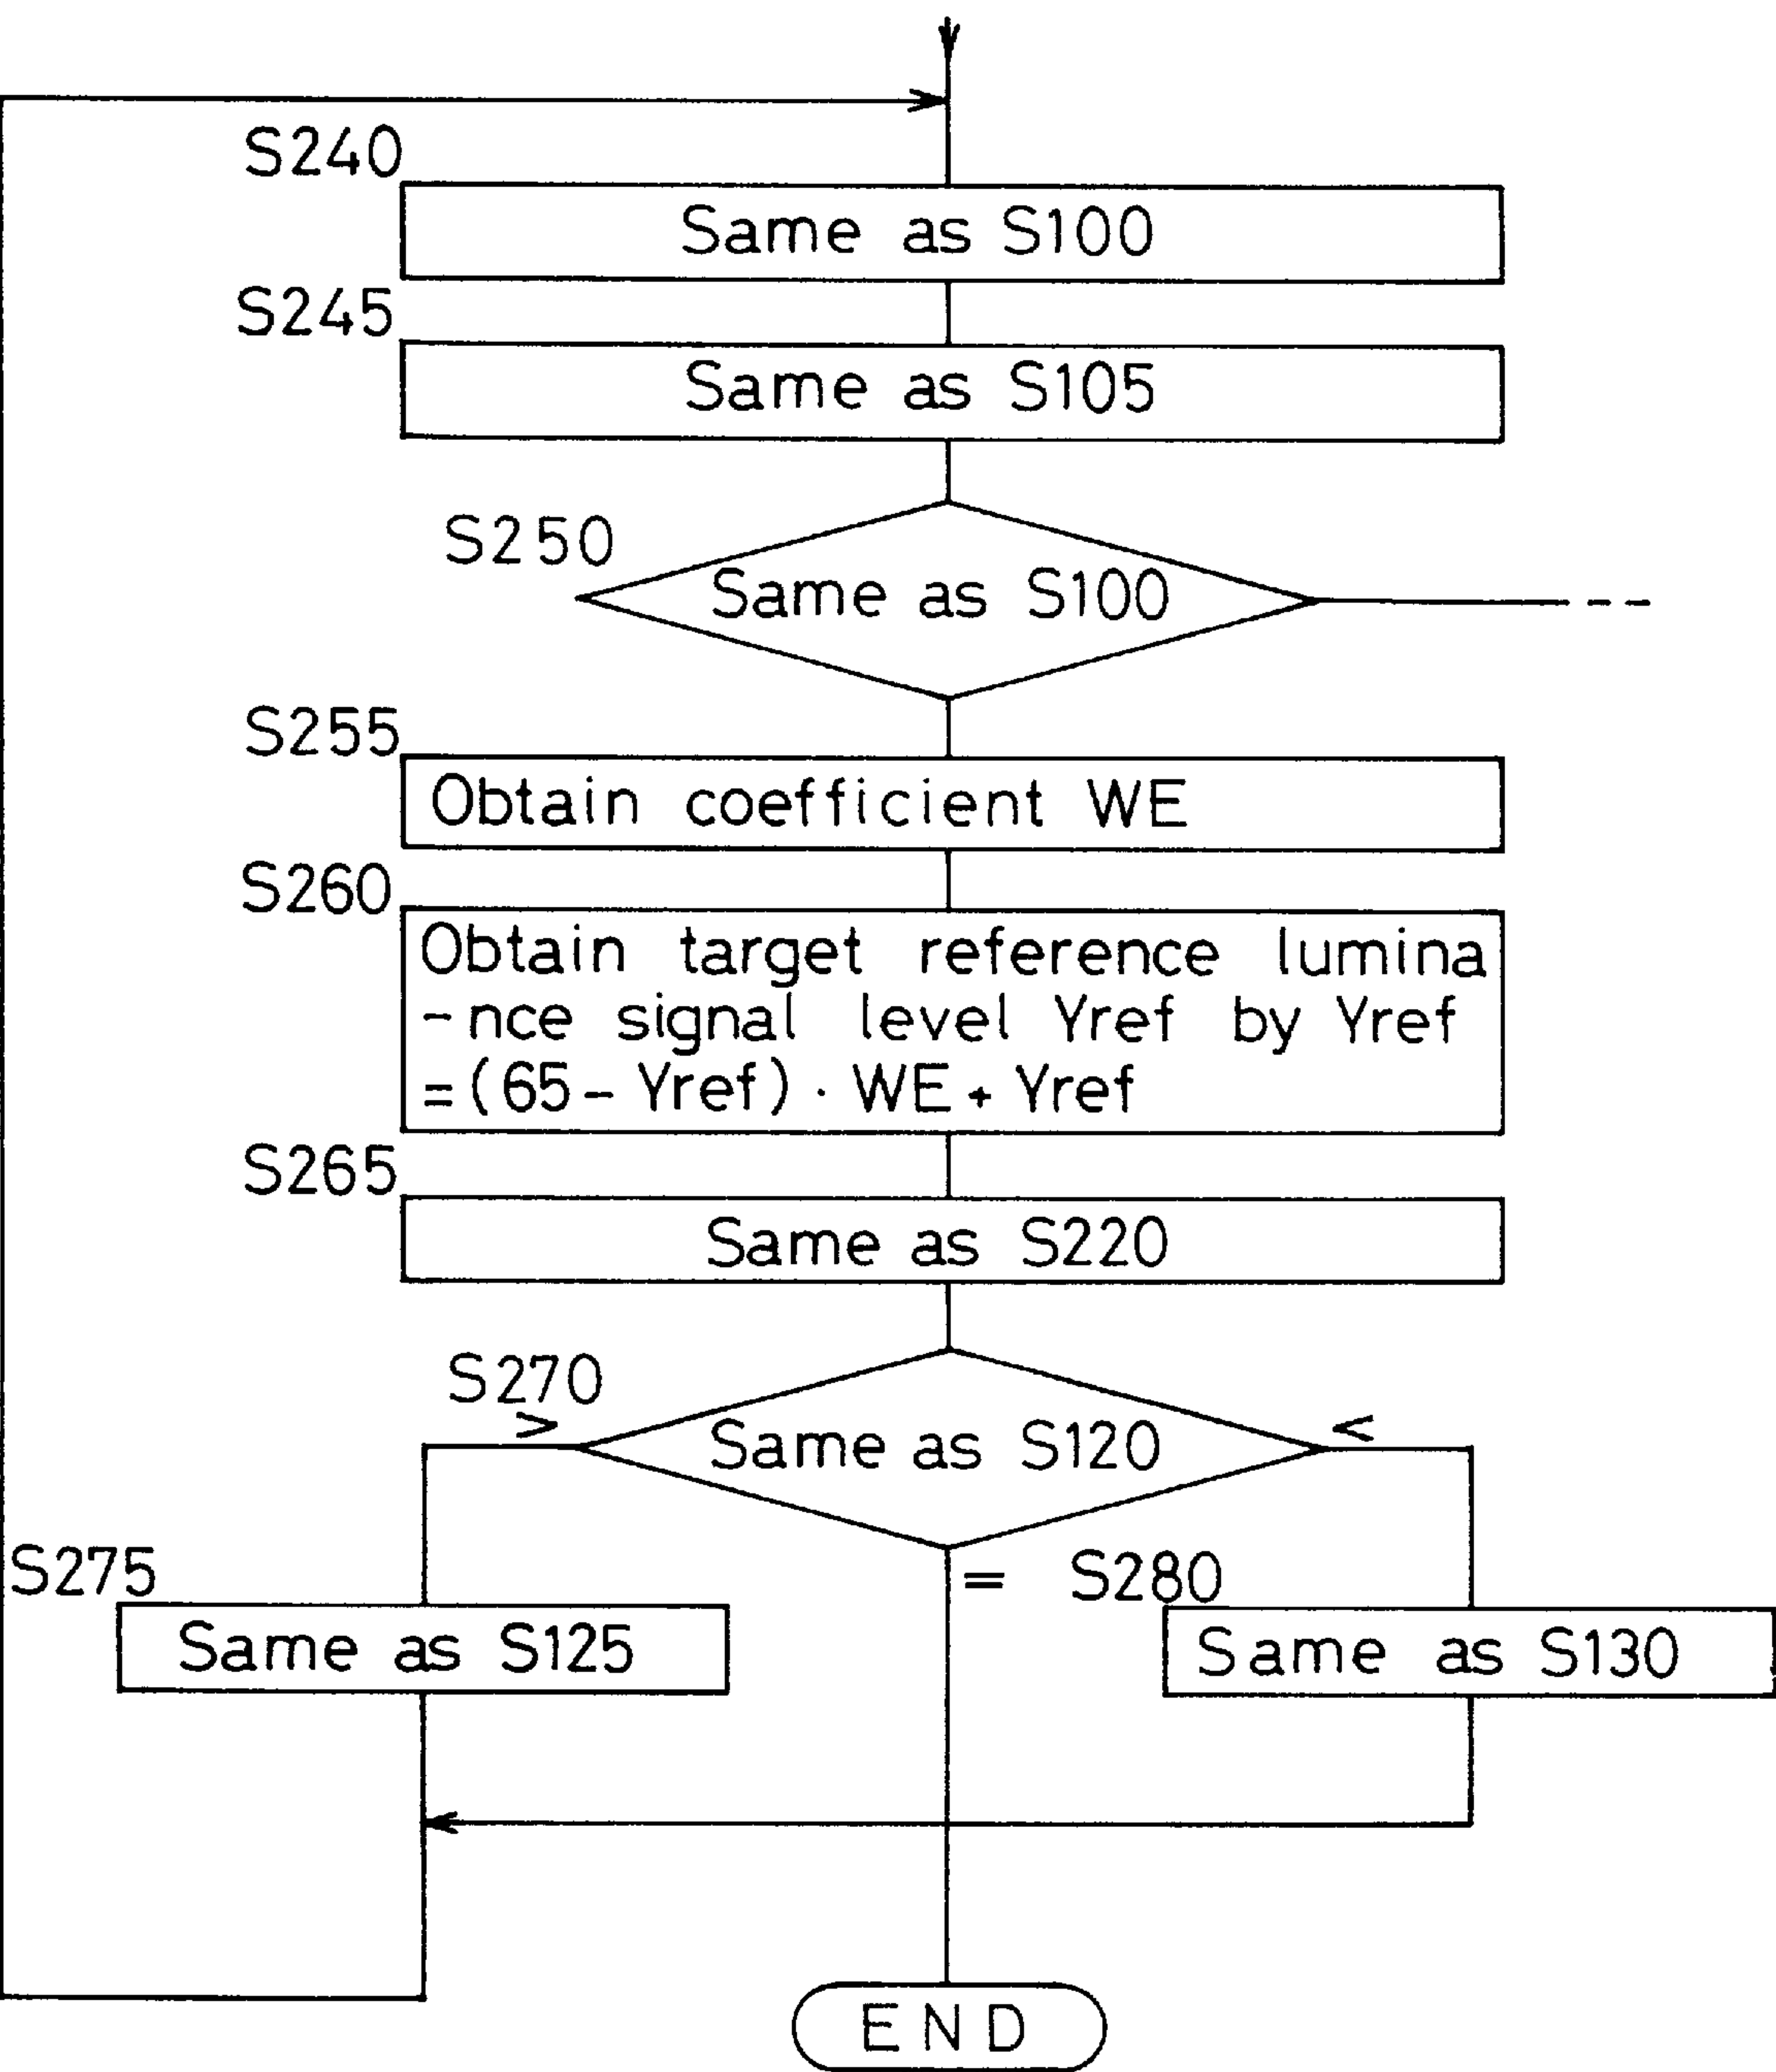 S240
Same as S100
S245
Same as S105
S250
Same as S100
S255
Obtain coefficient WE
S260
Obtain target reference lumina
-nce signal level Yref by Yref
=(65-Yref)·WE+Yref
S265
Same as S220
S270
>
Same as S120
<
=
S275
Same as S125
S280
Same as S130
END